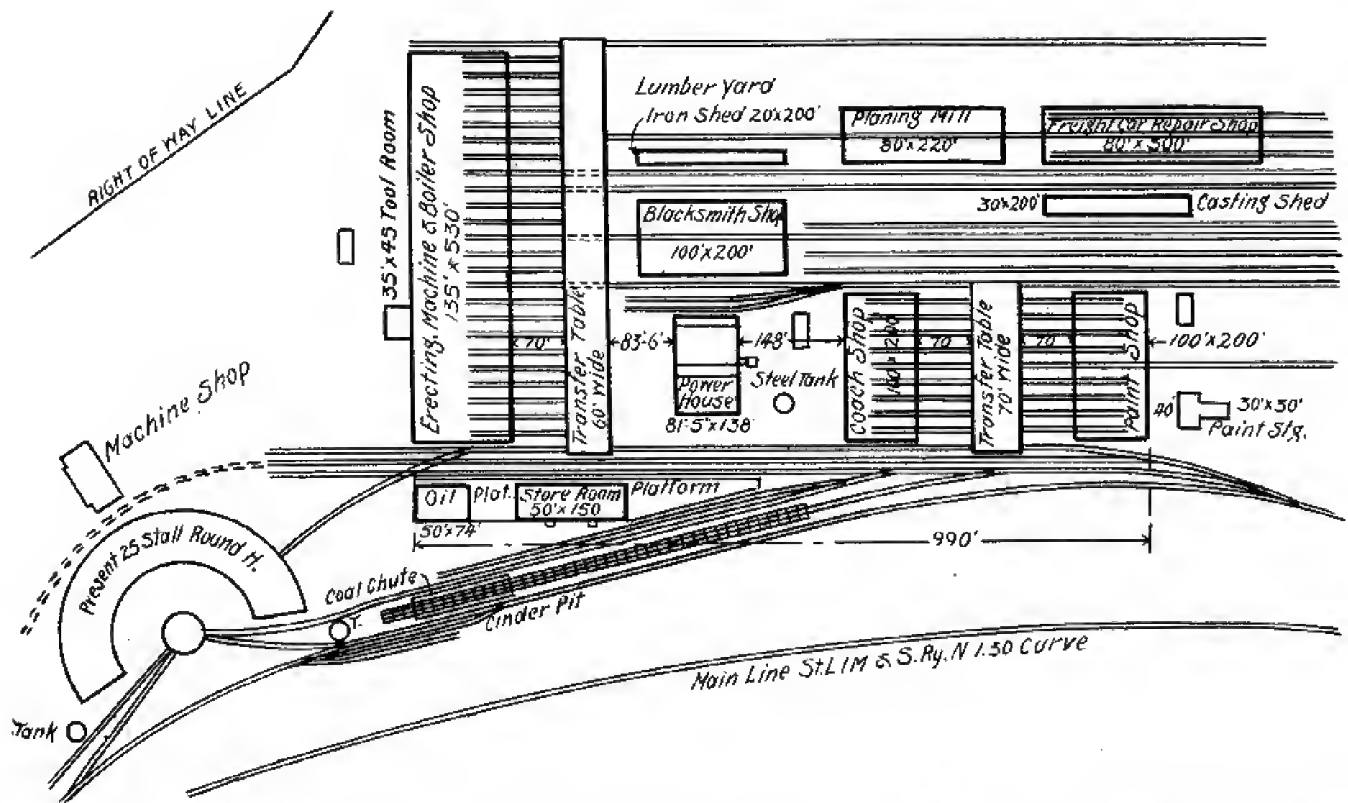 RIGHT OF WAY LINE
35'x45' Tool Room
Erecting, Machine & Boiler Shop
135' x 530'
70'
Transfer Table
60' Wide
Lumber Yard
Iron Shed 20'x200'
Planing Mill
80'x220'
Freight Car Repair Shop
80' x 300'
30'x200'
Casting Shed
Blacksmith Shop
100'x200'
83'-6"
Power
House
81'-5"x138'
148'
Steel Tank
Coach Shop
100'x200'
70'
Transfer Table
70' Wide
70'
Paint Shop
100'x200'
40'
30'x30'
Paint Stg.
Machine Shop
Present 25 Stall Round H.
Oil
Plat.
Store Room
50'x150
Platform
50'x74'
990'
Coal Chute
T.
Cinder Pit
Tank
Main Line St.L I M & S. Ry. N 1.30 Curve